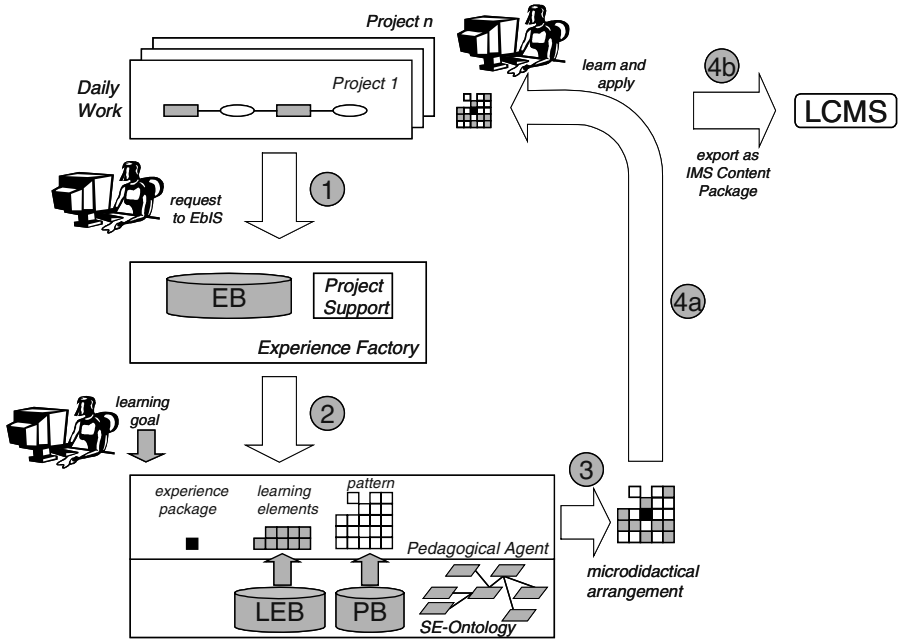 Project n
Project 1
Daily
Work
learn and
apply
4b
LCMS
export as
IMS Content
Package
1
request
to EbIS
EB
Project
Support
Experience Factory
4a
2
learning
goal
3
experience
package
learning
elements
pattern
Pedagogical Agent
microdidactical
arrangement
LEB
PB
SE-Ontology